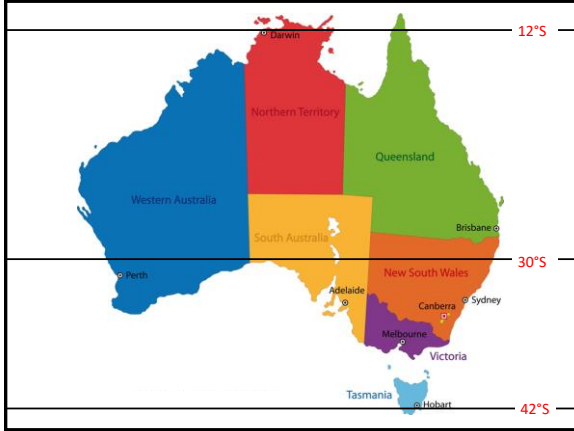 12°S
Darwin
Northern Territory
Queensland
Western Australia
Brisbane
South Australia
30°S
New South Wales
Perth
Adelaide
Sydney
Canberra
Melbourne
Victoria
Tasmania
Hobart
42°S